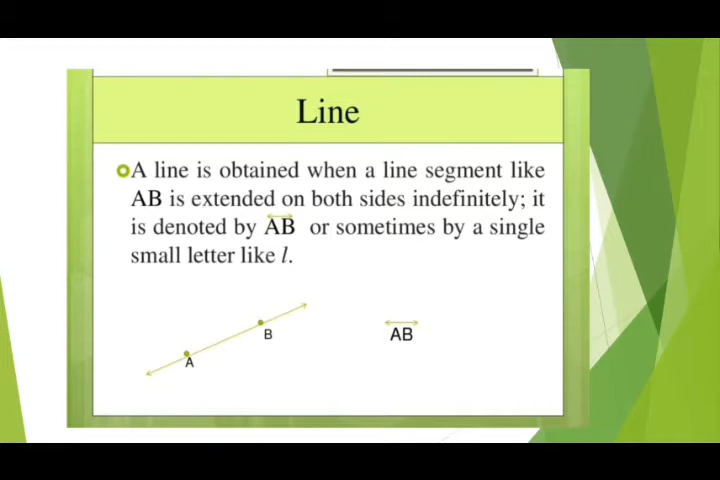 Line
A line is obtained when a line segment like
AB is extended on both sides indefinitely; it
is denoted by AB or sometimes by a single
small letter like l.
B
AB
A